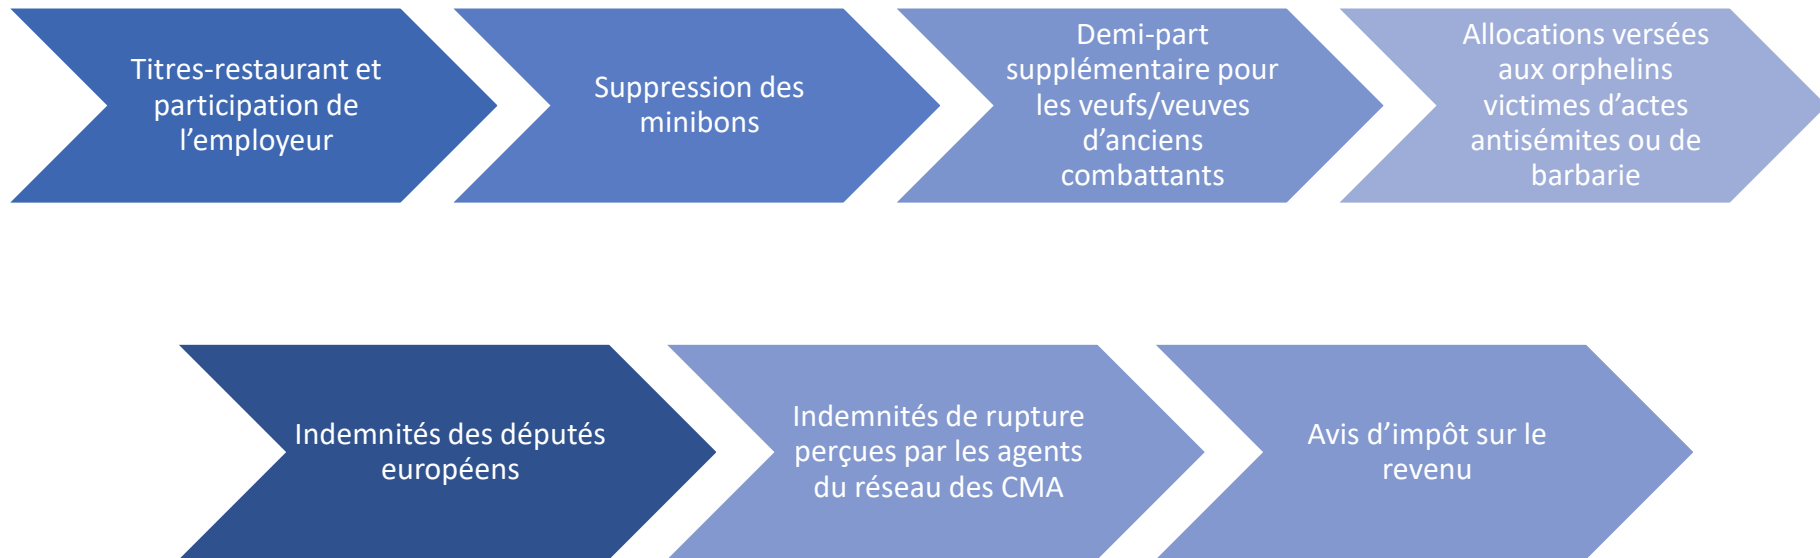 Titres-restaurant et
participation de
l’employeur
Suppression des
minibons
Demi-part
supplémentaire pour
les veufs/veuves
d’anciens
combattants
Allocations versées
aux orphelins
victimes d’actes
antisémites ou de
barbarie
Indemnités des députés
européens
Indemnités de rupture
perçues par les agents
du réseau des CMA
Avis d’impôt sur le
revenu